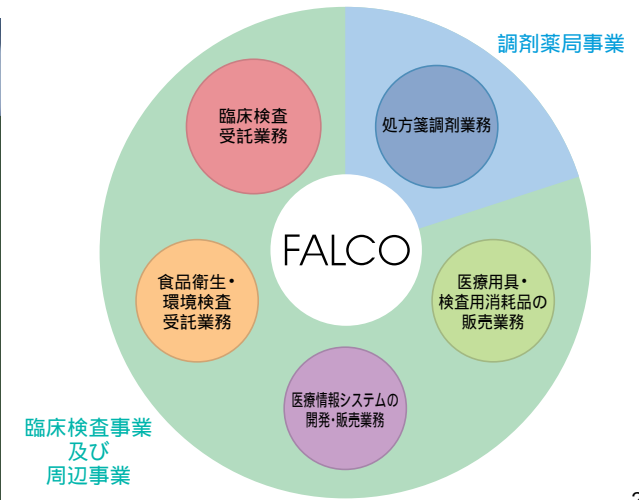 調剤薬局事業
臨床検査
受託業務
処方箋調剤業務
FALCO
食品衛生・
環境検査
受託業務
医療用具・
検査用消耗品の
販売業務
医療情報システムの
開発・販売業務
臨床検査事業
及び
周辺事業